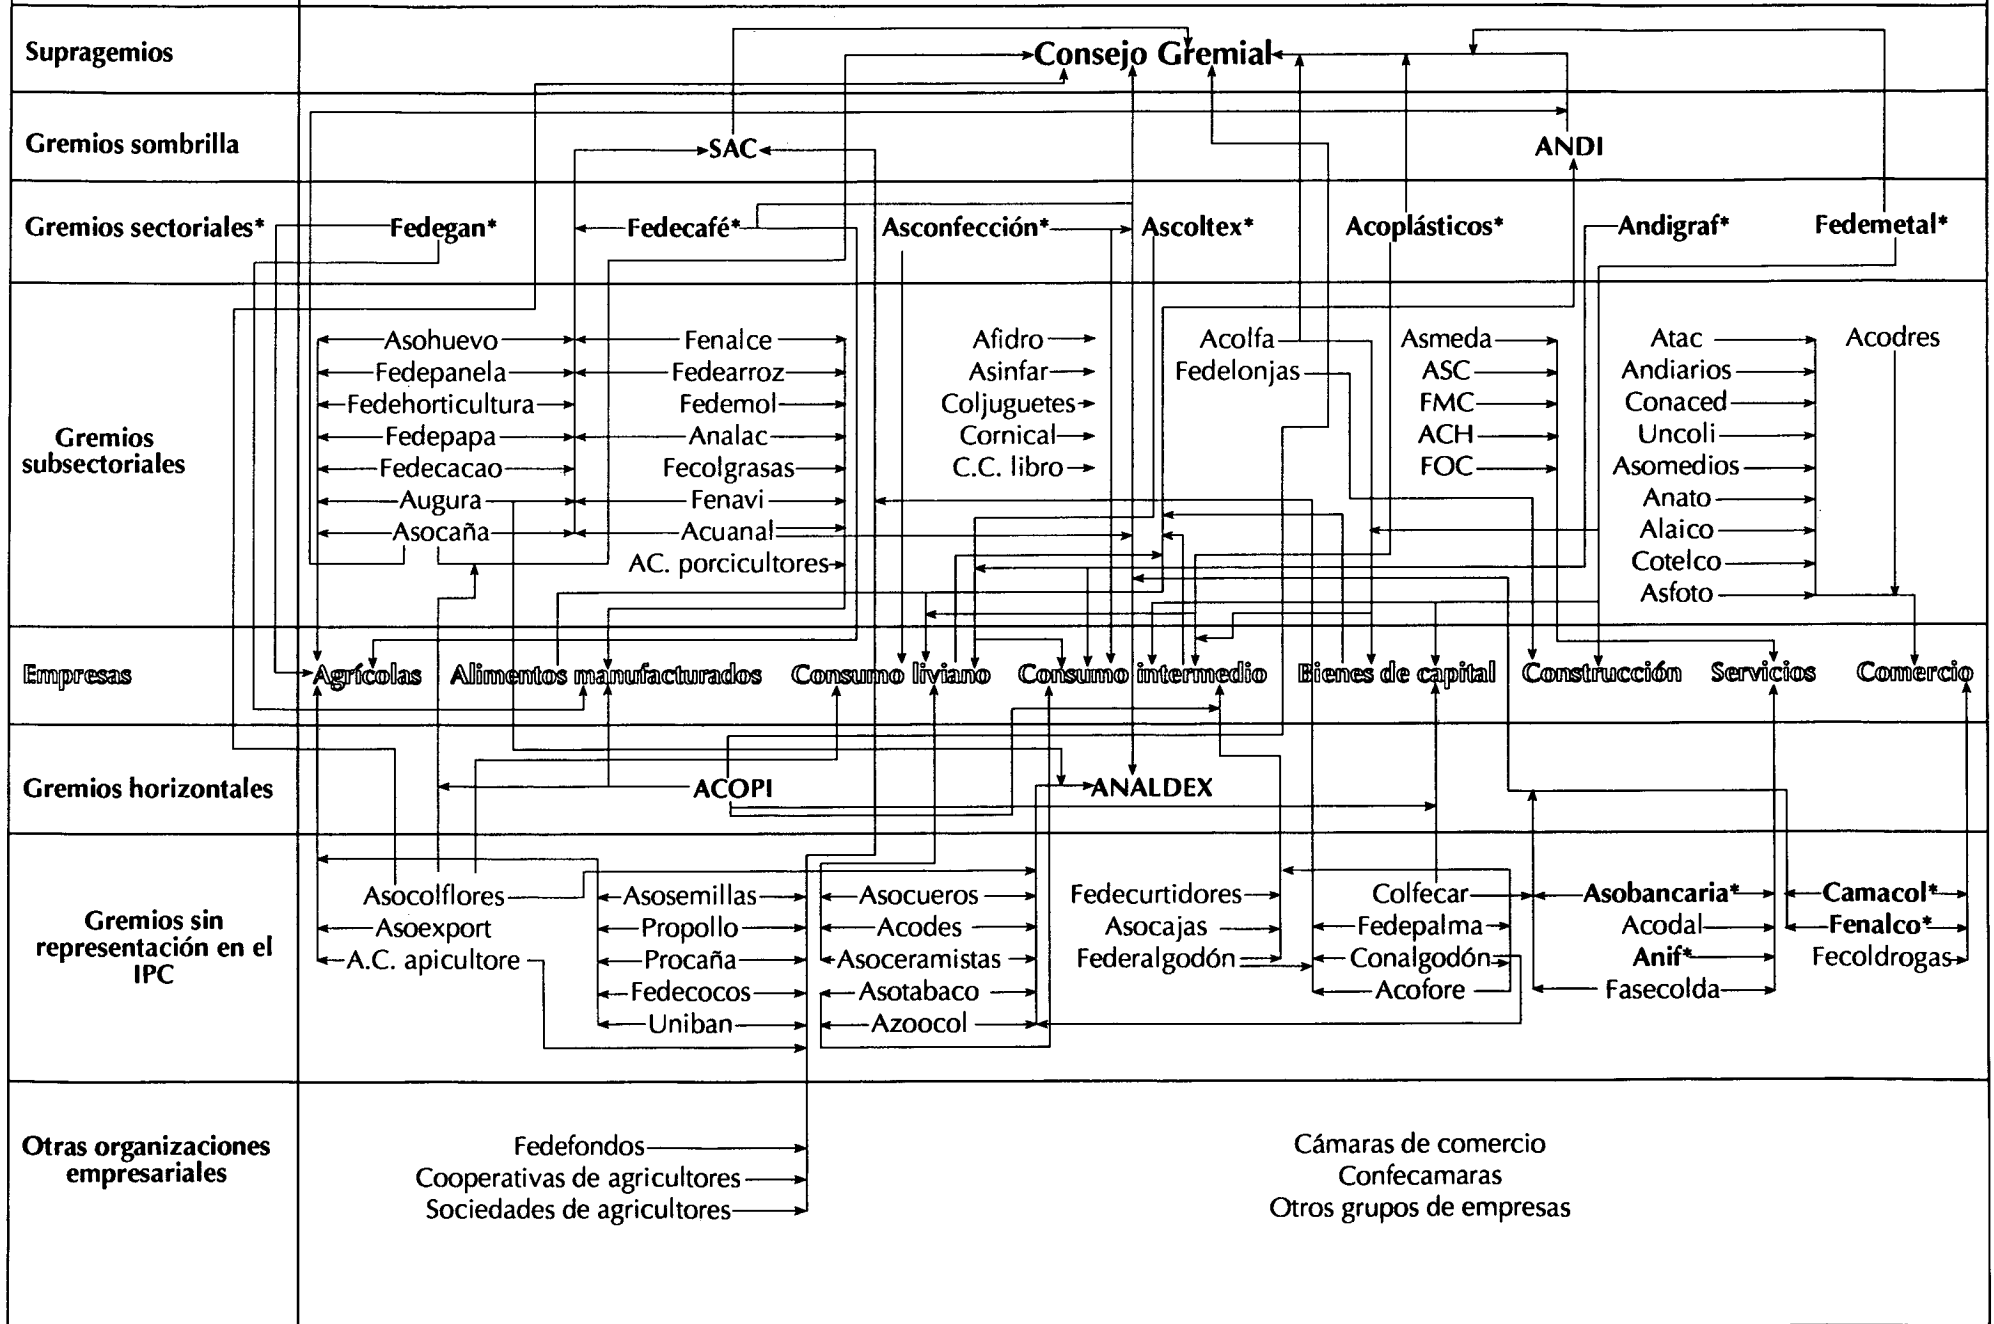 Supragemios
Consejo Gremial
Gremios sombrilla
SAC
ANDI
Gremios sectoriales*
Fedegan*
Fedecafé*
Asconfección*
Ascoltex*
Acoplásticos*
Andigraf*
Fedemetal*
Gremios
subsectoriales
Asohuevo
Fedepanela
Fedehorticultura
Fedepapa
Fedecacao
Augura
Asocaña
Fenalce
Fedearroz
Fedemol
Analac
Fecolgrasas
Fenavi
Acuanal
AC. porcicultores
Afidro
Asinfar
Coljuguetes
Cornical
C.C. libro
Acolfa
Fedelonjas
Asmeda
ASC
FMC
ACH
FOC
Atac
Andiarios
Conaced
Uncoli
Asomedios
Anato
Alaico
Cotelco
Asfoto
Acodres
Empresas
Agrícolas
Alimentos manufacturados
Consumo liviano
Consumo intermedio
Bienes de capital
Construcción
Servicios
Comercio
Gremios horizontales
ACOPI
ANALDEX
Gremios sin
representación en el
IPC
Asocolflores
Asoexport
A.C. apicultore
Asosemillas
Propollo
Procaña
Fedecocos
Uniban
Asocueros
Acodes
Asoceramistas
Asotabaco
Azoocol
Fedecurtidores
Asocajas
Federalgodón
Colfecar
Fedepalma
Conalgodón
Acofore
Asobancaria*
Acodal
Anif*
Fasecolda
Camacol*
Fenalco*
Fecoldrogas
Otras organizaciones
empresariales
Fedefondos
Cooperativas de agricultores
Sociedades de agricultores
Cámaras de comercio
Confecamaras
Otros grupos de empresas